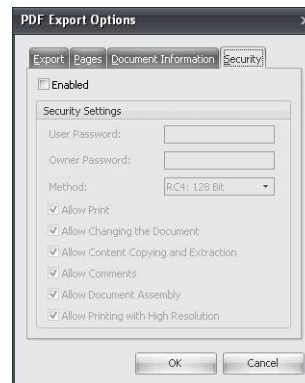 PDF Export Options
Export Pages Document Information Security
Enabled
Security Settings
User Password:
Owner Password:
Method: RC4: 128 Bit
Allow Print
Allow Changing the Document
Allow Content Copying and Extraction
Allow Comments
Allow Document Assembly
Allow Printing with High Resolution
OK Cancel